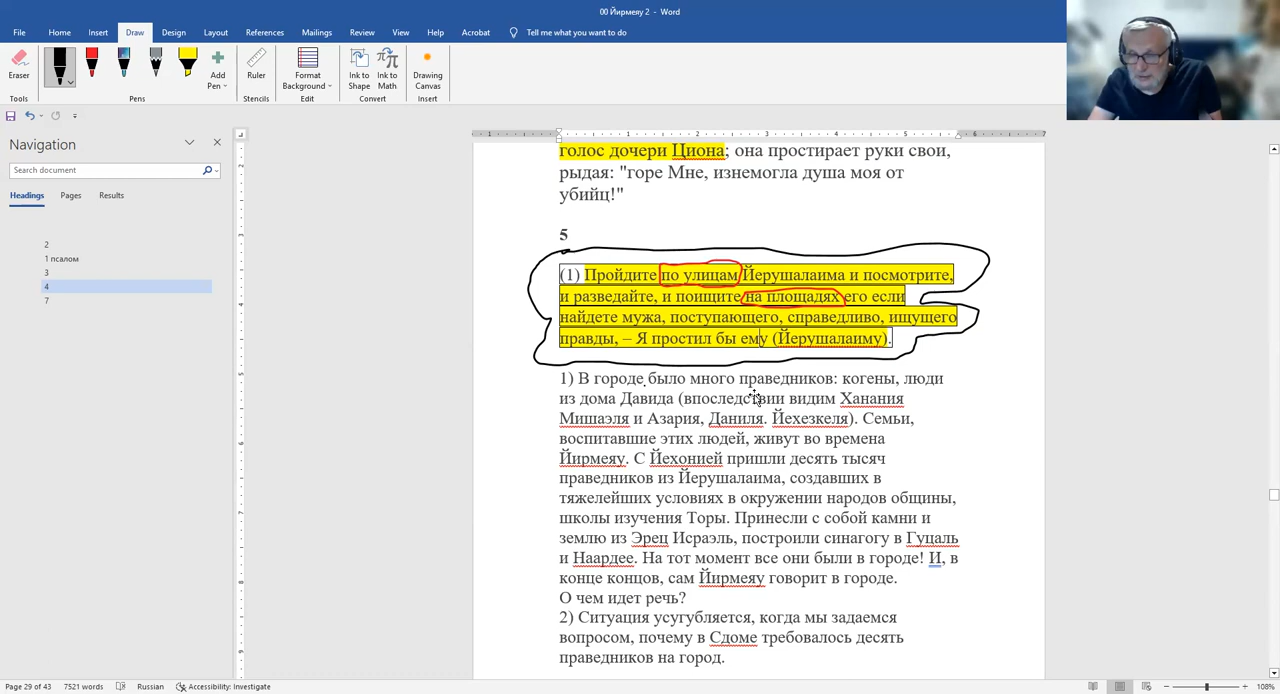 00 Йирмеяу 2 - Word
File Home Insert Draw Design Layout References Mailings Review View Help Acrobat Tell me what you want to do
Eraser Add Pen Ruler Format Background Ink to Shape Ink to Math Drawing Canvas
Tools Pens Stencils Edit Convert Insert
Navigation
Search document
Headings Pages Results
2
1 псалом
3
4
7
голос дочери Циона; она простирает руки свои,
рыдая: "горе Мне, изнемогла душа моя от
убийц!"
5
(1) Пройдите по улицам Йерушалаима и посмотрите,
и разведайте, и поищите на площадях его если
найдете мужа, поступающего, справедливо, ищущего
правды, – Я простил бы ему (Йерушалаиму).
1) В городе было много праведников: когены, люди
из дома Давида (впоследствии видим Ханания
Мишаэля и Азария, Даниля. Йехезкеля). Семьи,
воспитавшие этих людей, живут во времена
Йирмеяу. С Йехонией пришли десять тысяч
праведников из Йерушалаима, создавших в
тяжелейших условиях в окружении народов общины,
школы изучения Торы. Принесли с собой камни и
землю из Эрец Исраэль, построили синагогу в Гуцаль
и Наардее. На тот момент все они были в городе! И, в
конце концов, сам Йирмеяу говорит в городе.
О чем идет речь?
2) Ситуация усугубляется, когда мы задаемся
вопросом, почему в Сдоме требовалось десять
праведников на город.
Page 29 of 43 7521 words Russian Accessibility: Investigate 108%